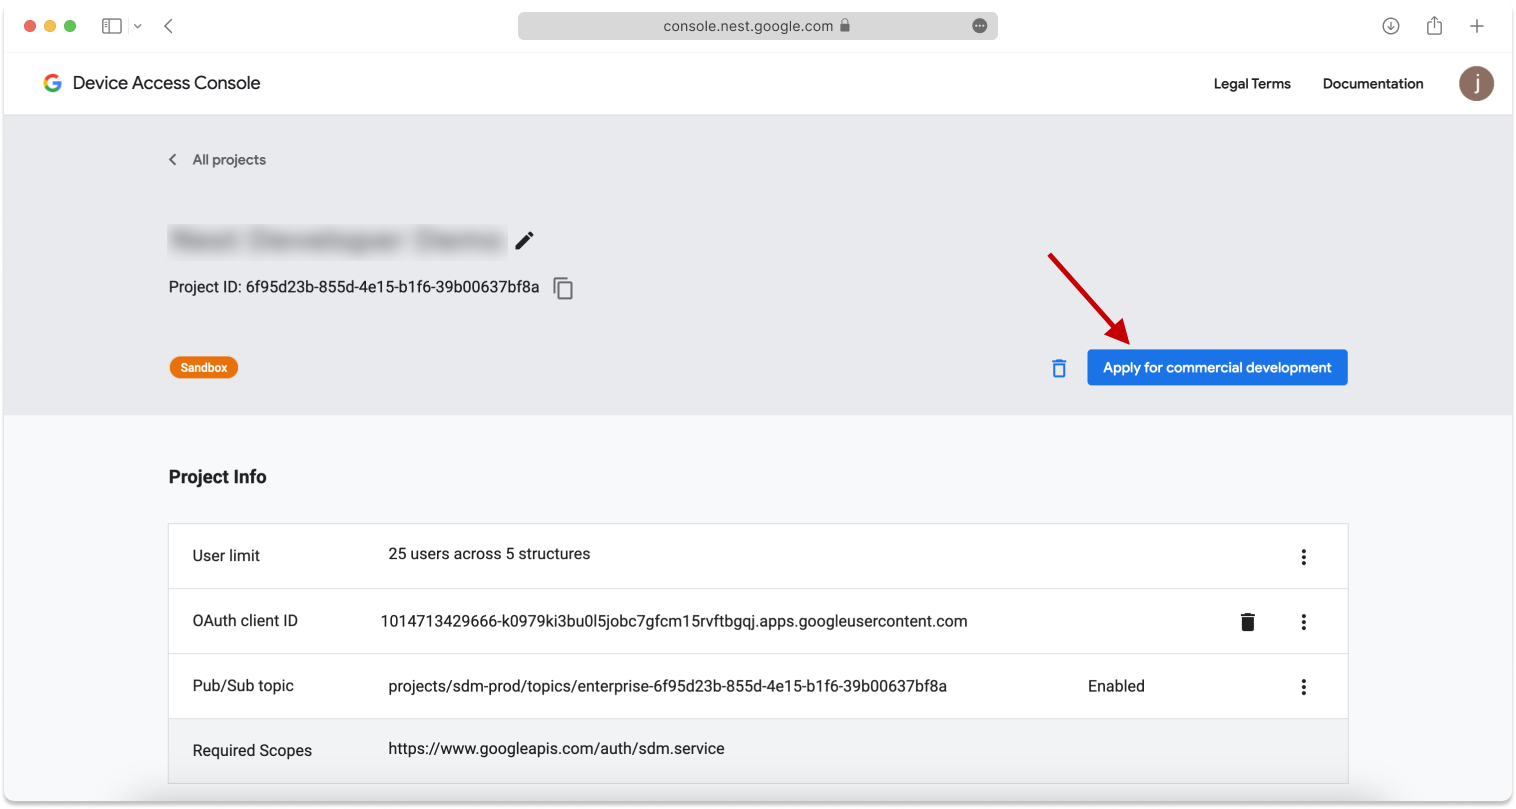 console.nest.google.com
Device Access Console
Legal Terms
Documentation
j
All projects
Project ID: 6f95d23b-855d-4e15-b1f6-39b00637bf8a
Sandbox
Apply for commercial development
Project Info
User limit
25 users across 5 structures
OAuth client ID
1014713429666-k0979ki3bu0l5jobc7gfcm15rvftbgqj.apps.googleusercontent.com
Pub/Sub topic
projects/sdm-prod/topics/enterprise-6f95d23b-855d-4e15-b1f6-39b00637bf8a
Enabled
Required Scopes
https://www.googleapis.com/auth/sdm.service